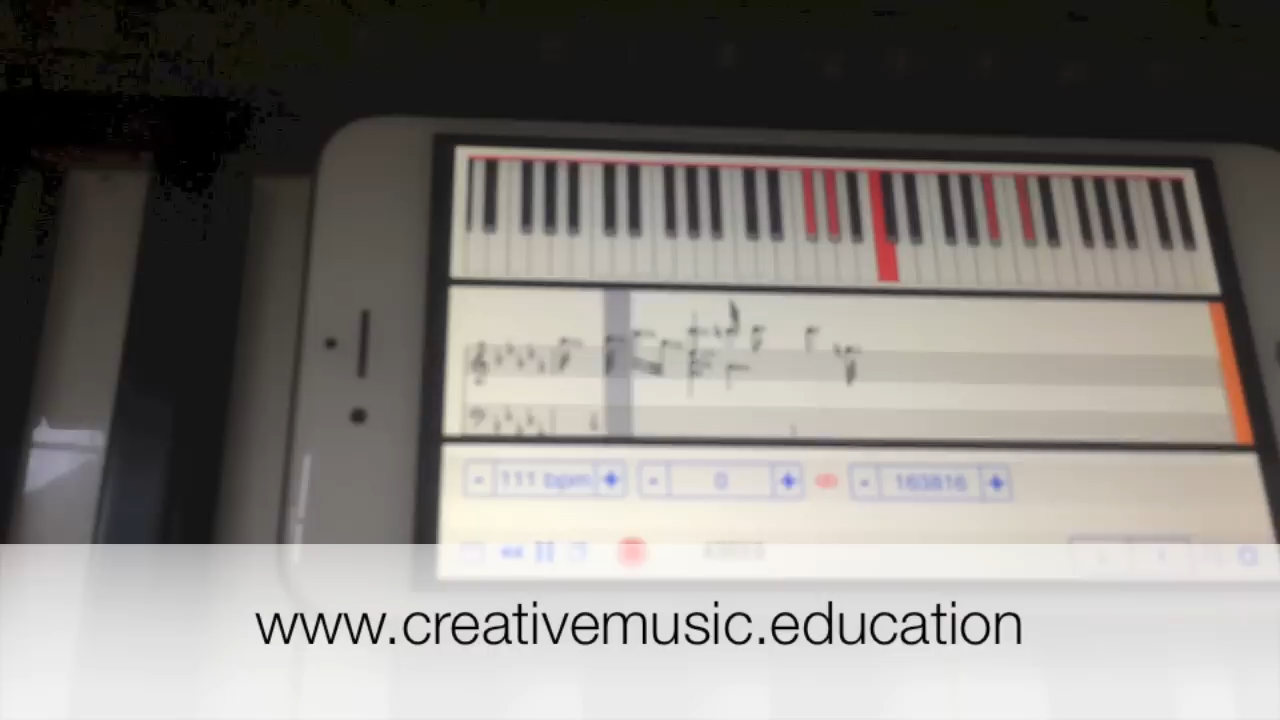 - 111 bpm +
- 0 +
- 163816 +
www.creativemusic.education